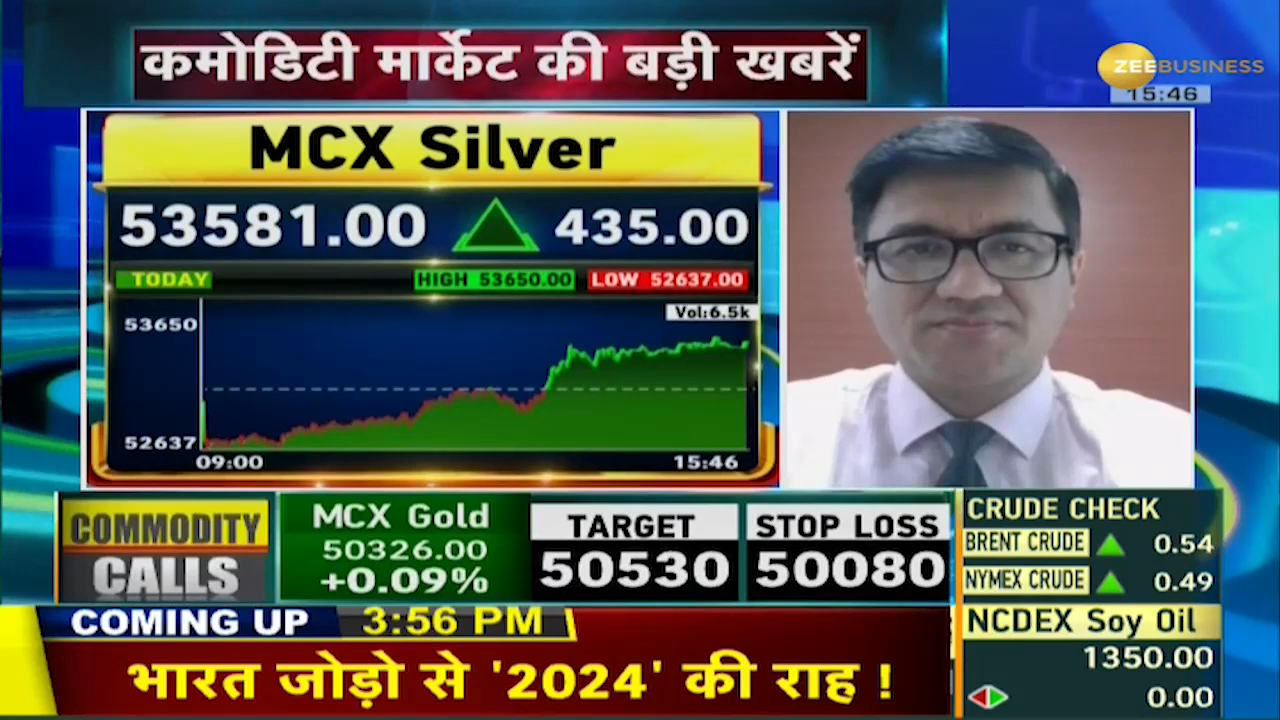 कमोडिटी मार्केट की बड़ी खबरें
ZEEBUSINESS
15:46
MCX Silver
53581.00 435.00
TODAY HIGH 53650.00 LOW 52637.00
Vol:6.5k
53650
52637
09:00 15:46
COMMODITY
CALLS
MCX Gold
50326.00
+0.09%
TARGET
50530
STOP LOSS
50080
CRUDE CHECK
BRENT CRUDE 0.54
NYMEX CRUDE 0.49
NCDEX Soy Oil
1350.00
0.00
COMING UP 3:56 PM
भारत जोड़ो से '2024' की राह !